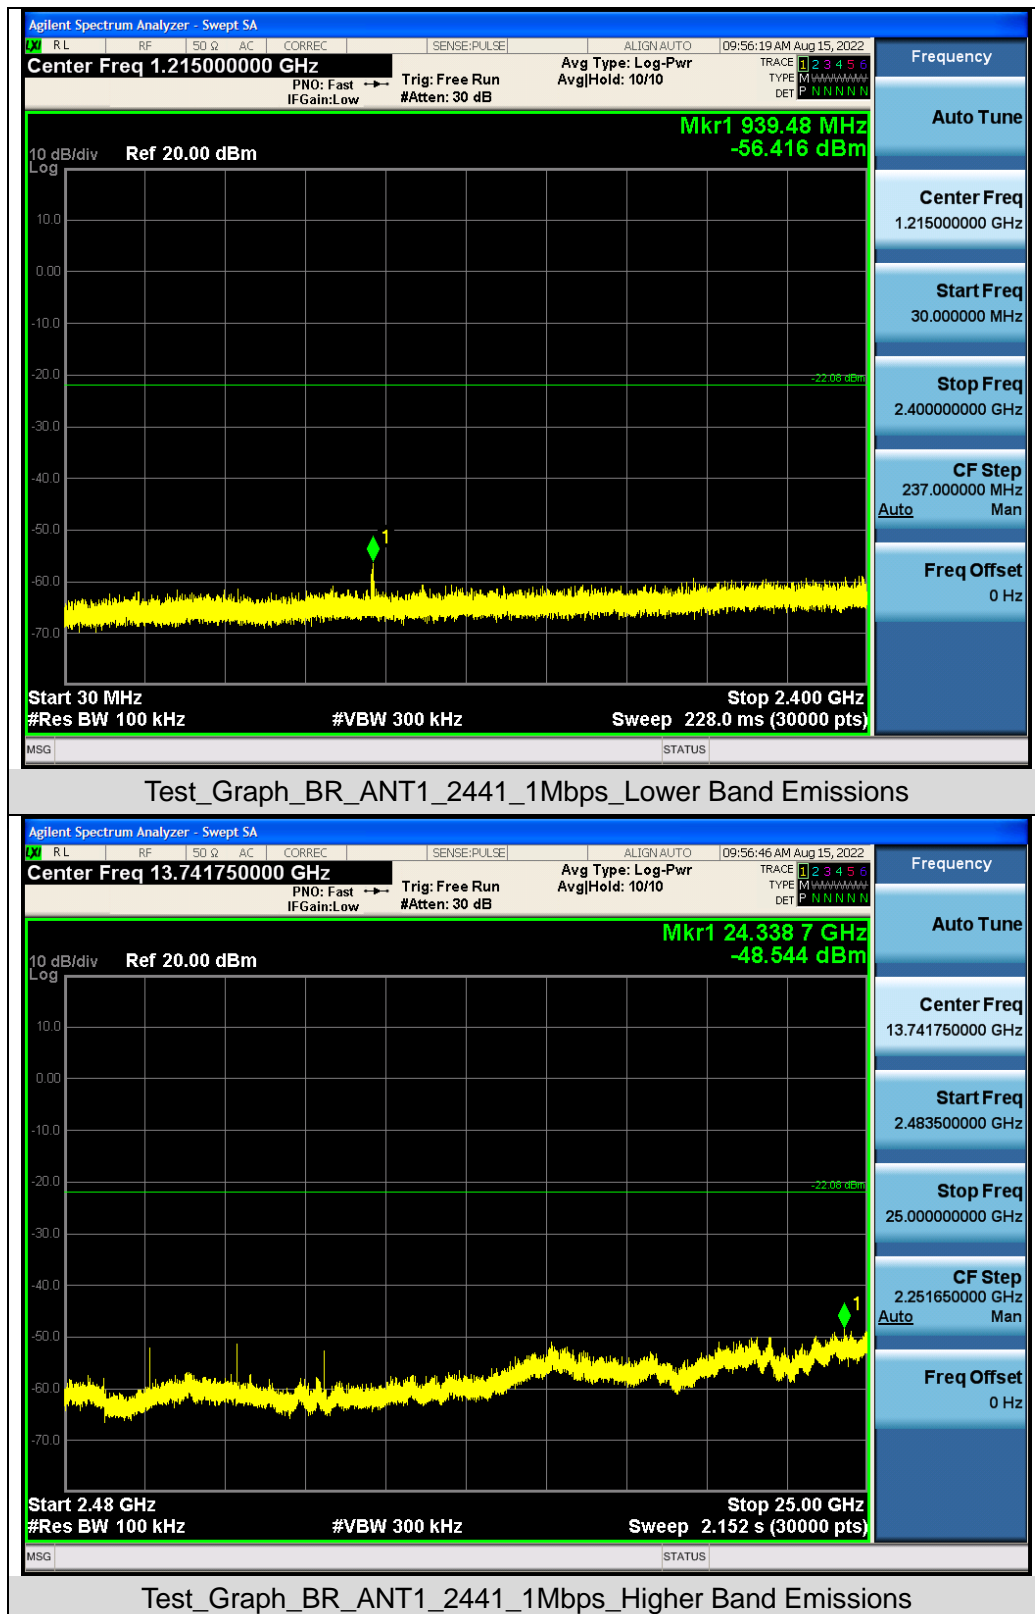 Agilent Spectrum Analyzer - Swept SA
LXI RL RF 50 Ω AC CORREC SENSE:PULSE ALIGN AUTO 09:56:19 AM Aug 15, 2022
Center Freq 1.215000000 GHz
PNO: Fast
IFGain:Low
Trig: Free Run
#Atten: 30 dB
Avg Type: Log-Pwr
Avg|Hold: 10/10
TRACE 1 2 3 4 5 6
TYPE M WWWWW
DET P N N N N N
Mkr1 939.48 MHz
-56.416 dBm
10 dB/div
Log
Ref 20.00 dBm
10.0
0.00
-10.0
-20.0
-22.08 dBm
-30.0
-40.0
-50.0
1
-60.0
-70.0
Start 30 MHz
Stop 2.400 GHz
#Res BW 100 kHz
#VBW 300 kHz
Sweep 228.0 ms (30000 pts)
MSG
STATUS
Frequency
Auto Tune
Center Freq
1.215000000 GHz
Start Freq
30.000000 MHz
Stop Freq
2.400000000 GHz
CF Step
237.000000 MHz
Auto Man
Freq Offset
0 Hz
Test_Graph_BR_ANT1_2441_1Mbps_Lower Band Emissions
Agilent Spectrum Analyzer - Swept SA
LXI RL RF 50 Ω AC CORREC SENSE:PULSE ALIGN AUTO 09:56:46 AM Aug 15, 2022
Center Freq 13.741750000 GHz
PNO: Fast
IFGain:Low
Trig: Free Run
#Atten: 30 dB
Avg Type: Log-Pwr
Avg|Hold: 10/10
TRACE 1 2 3 4 5 6
TYPE M WWWWW
DET P N N N N N
Mkr1 24.338 7 GHz
-48.544 dBm
10 dB/div
Log
Ref 20.00 dBm
10.0
0.00
-10.0
-20.0
-22.08 dBm
-30.0
-40.0
1
-50.0
-60.0
-70.0
Start 2.48 GHz
Stop 25.00 GHz
#Res BW 100 kHz
#VBW 300 kHz
Sweep 2.152 s (30000 pts)
MSG
STATUS
Frequency
Auto Tune
Center Freq
13.741750000 GHz
Start Freq
2.483500000 GHz
Stop Freq
25.000000000 GHz
CF Step
2.251650000 GHz
Auto Man
Freq Offset
0 Hz
Test_Graph_BR_ANT1_2441_1Mbps_Higher Band Emissions